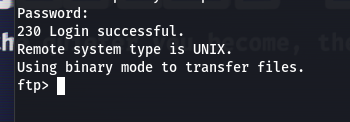 Password:
230 Login successful.
Remote system type is UNIX.
Using binary mode to transfer files.
ftp>